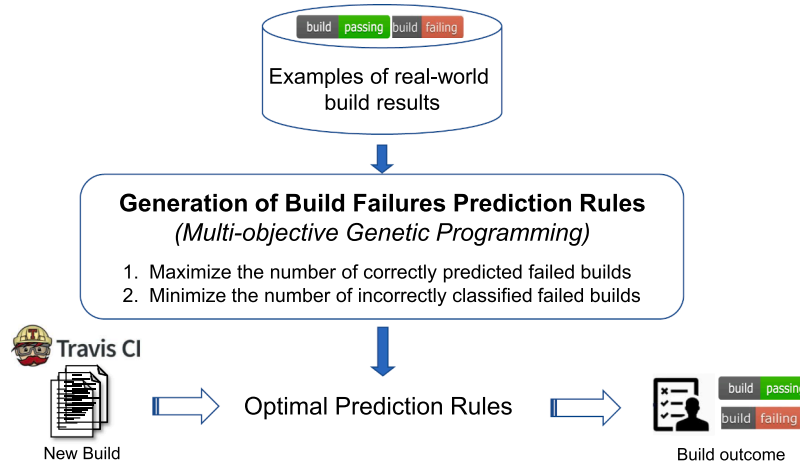 build passing build failing
Examples of real-world
build results
Generation of Build Failures Prediction Rules
(Multi-objective Genetic Programming)
1. Maximize the number of correctly predicted failed builds
2. Minimize the number of incorrectly classified failed builds
T
Travis CI
New Build
Optimal Prediction Rules
build passing
build failing
Build outcome